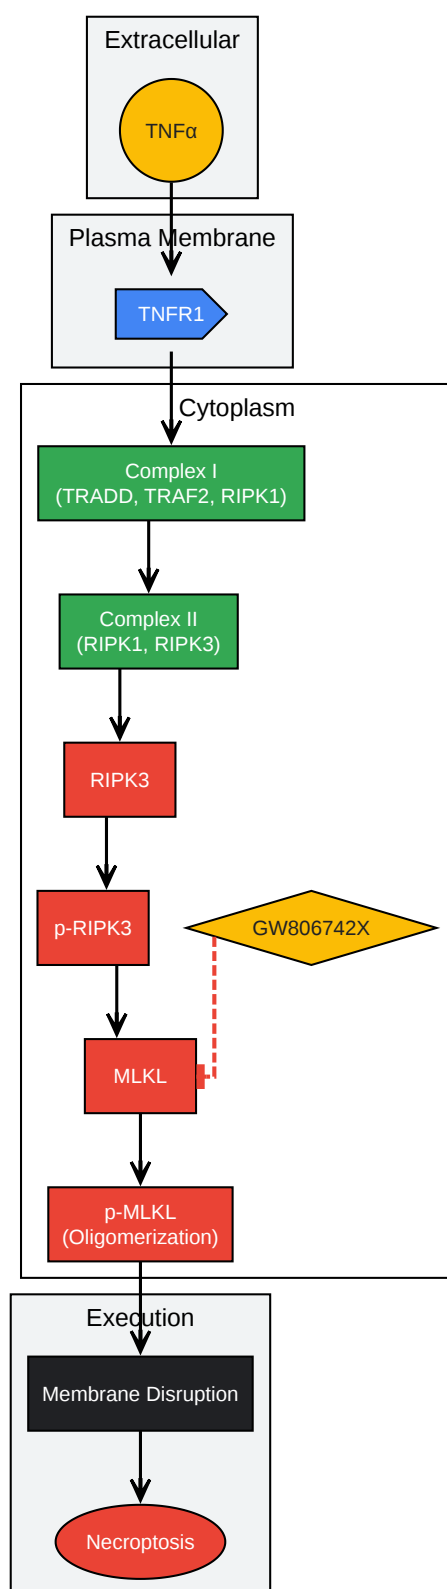 Extracellular
TNFα
Plasma Membrane
TNFR1
Cytoplasm
Complex I
(TRADD, TRAF2, RIPK1)
Complex II
(RIPK1, RIPK3)
RIPK3
p-RIPK3
GW806742X
MLKL
p-MLKL
(Oligomerization)
Execution
Membrane Disruption
Necroptosis